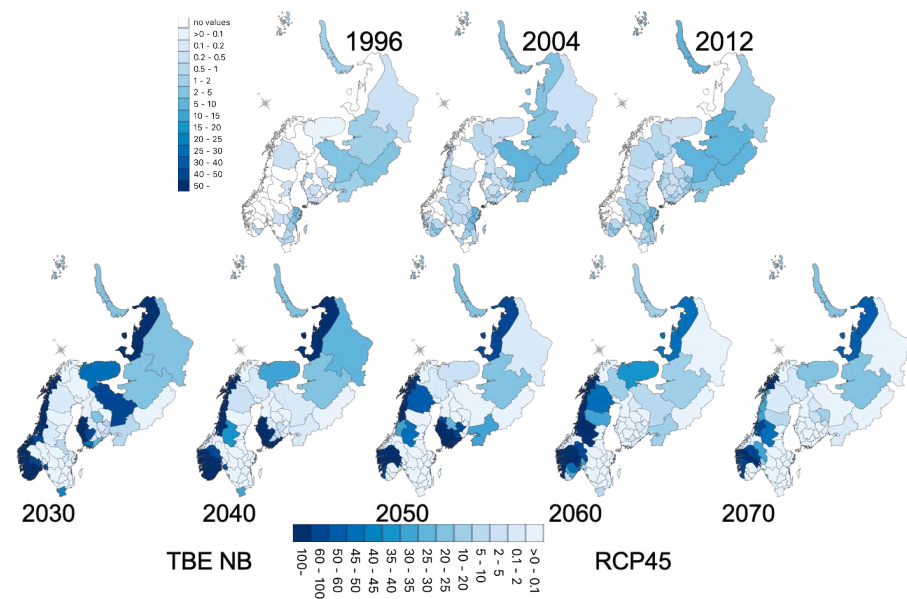 no values
>0 - 0.1
0.1 - 0.2
0.2 - 0.5
0.5 - 1
1 - 2
2 - 5
5 - 10
10 - 15
15 - 20
20 - 25
25 - 30
30 - 40
40 - 50
50 -
1996
2004
2012
2030
2040
2050
2060
2070
TBE NB
100-
60 - 100
50 - 60
45 - 50
40 - 45
35 - 40
30 - 35
25 - 30
20 - 25
10 - 20
5 - 10
2 - 5
0.1 - 2
>0 - 0.1
RCP45